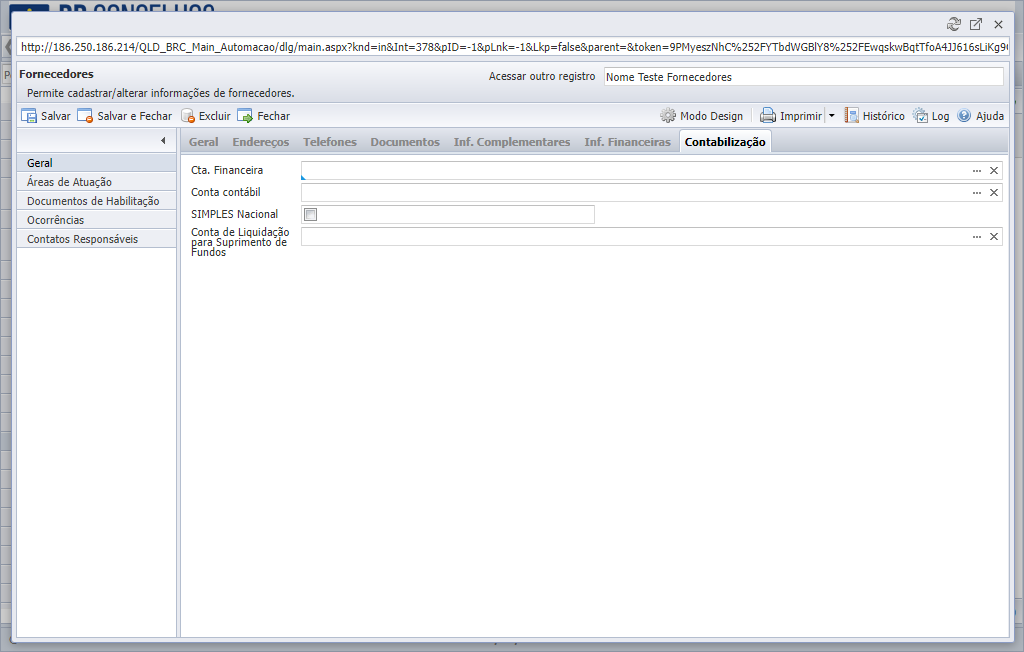 http://186.250.186.214/QLD_BRC_Main_Automacao/dlg/main.aspx?knd=in&Int=378&pID=-1&pLnk=-1&Lkp=false&parent=&token=9PMyeszNhC%252FYTbdWGBlY8%252FEwqskwBqtTfoA4JJ616sLiKg9
Fornecedores
Acessar outro registro Nome Teste Fornecedores
Permite cadastrar/alterar informações de fornecedores.
Salvar Salvar e Fechar Excluir Fechar Modo Design Imprimir Histórico Log Ajuda
Geral Endereços Telefones Documentos Inf. Complementares Inf. Financeiras Contabilização
Geral
Áreas de Atuação
Documentos de Habilitação
Ocorrências
Contatos Responsáveis
Cta. Financeira
Conta contábil
SIMPLES Nacional
Conta de Liquidação
para Suprimento de
Fundos